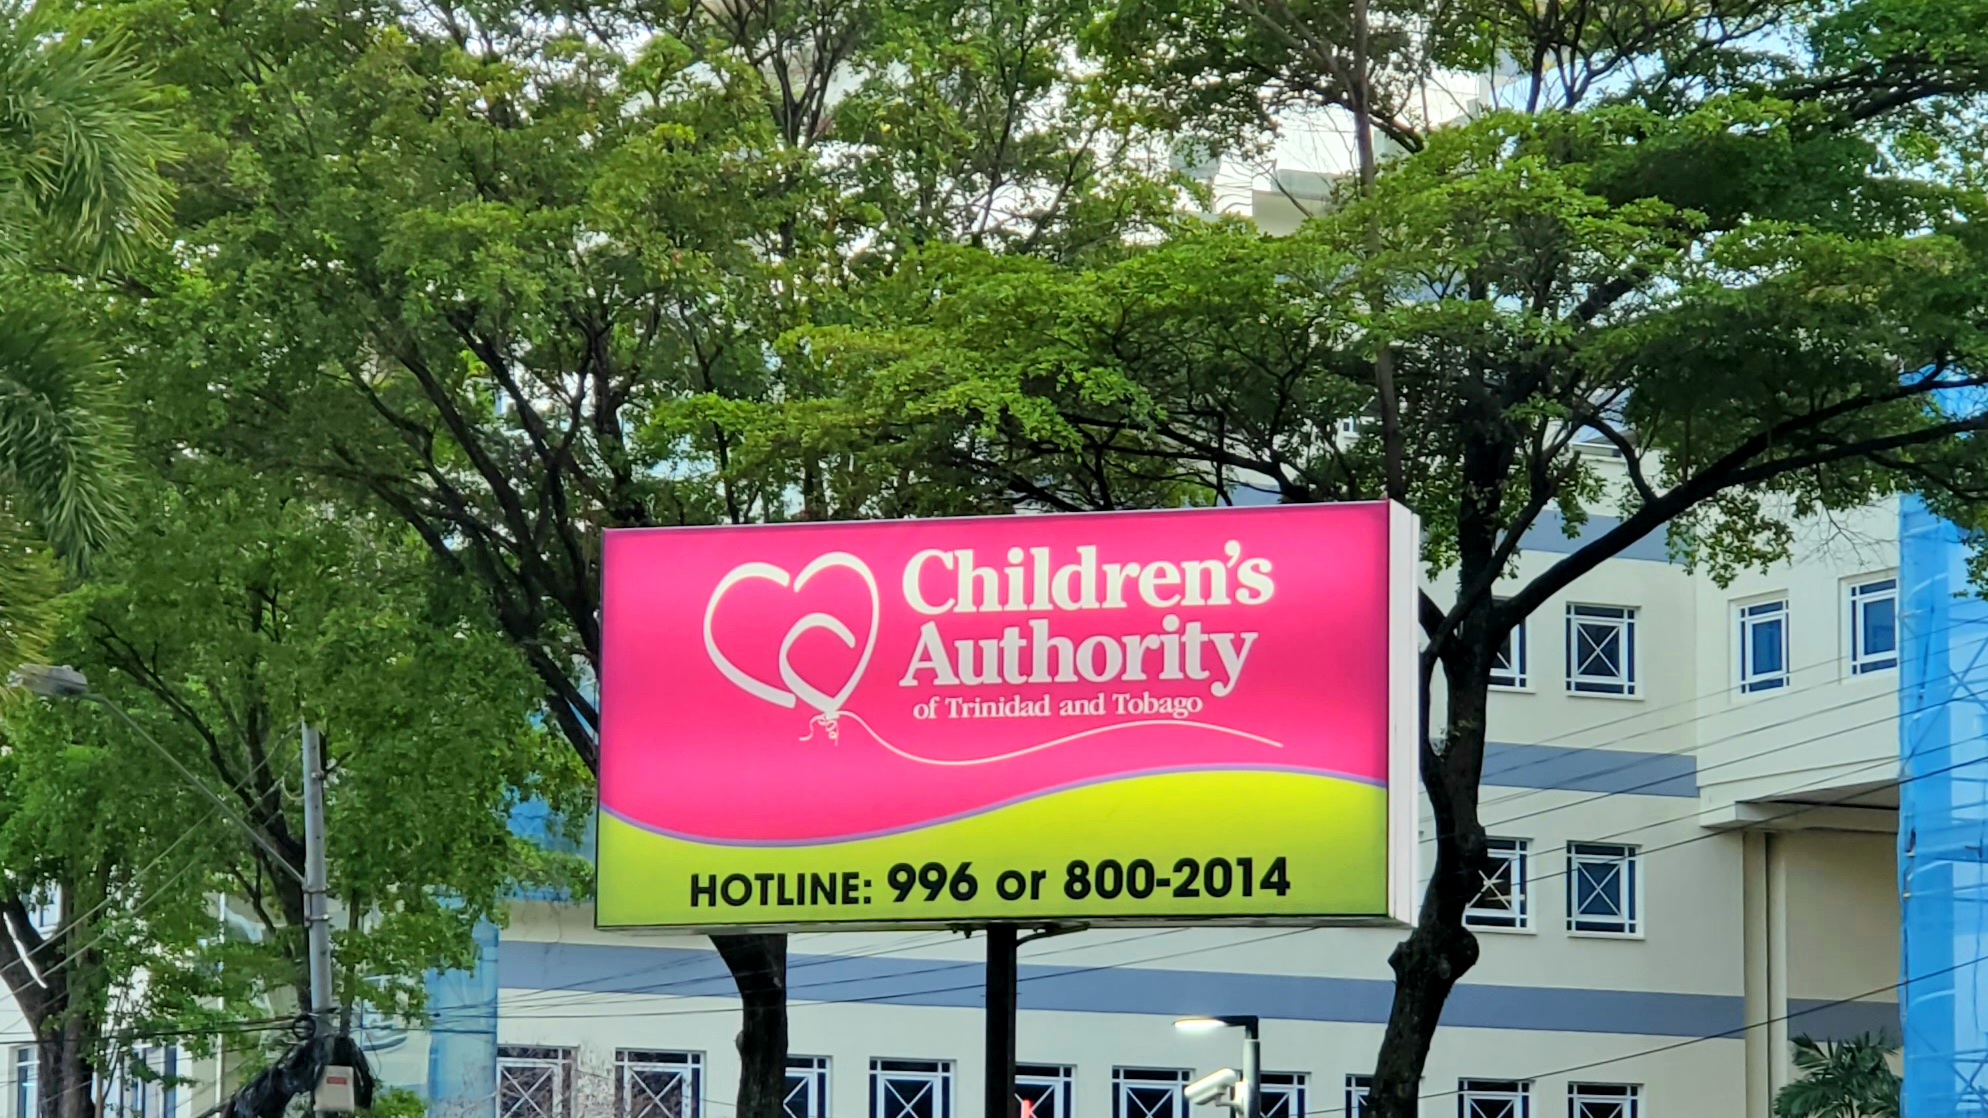 Children's
Authority
of Trinidad and Tobago
HOTLINE: 996 or 800-2014